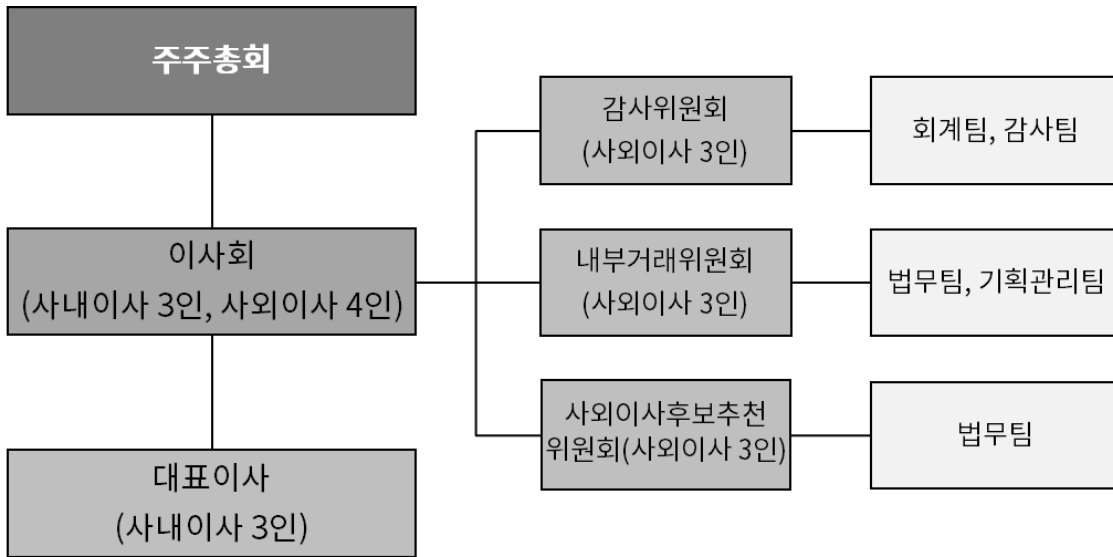 주주총회
이사회
(사내이사 3인, 사외이사 4인)
대표이사
(사내이사 3인)
감사위원회
(사외이사 3인)
회계팀, 감사팀
내부거래위원회
(사외이사 3인)
법무팀, 기획관리팀
사외이사후보추천
위원회(사외이사 3인)
법무팀